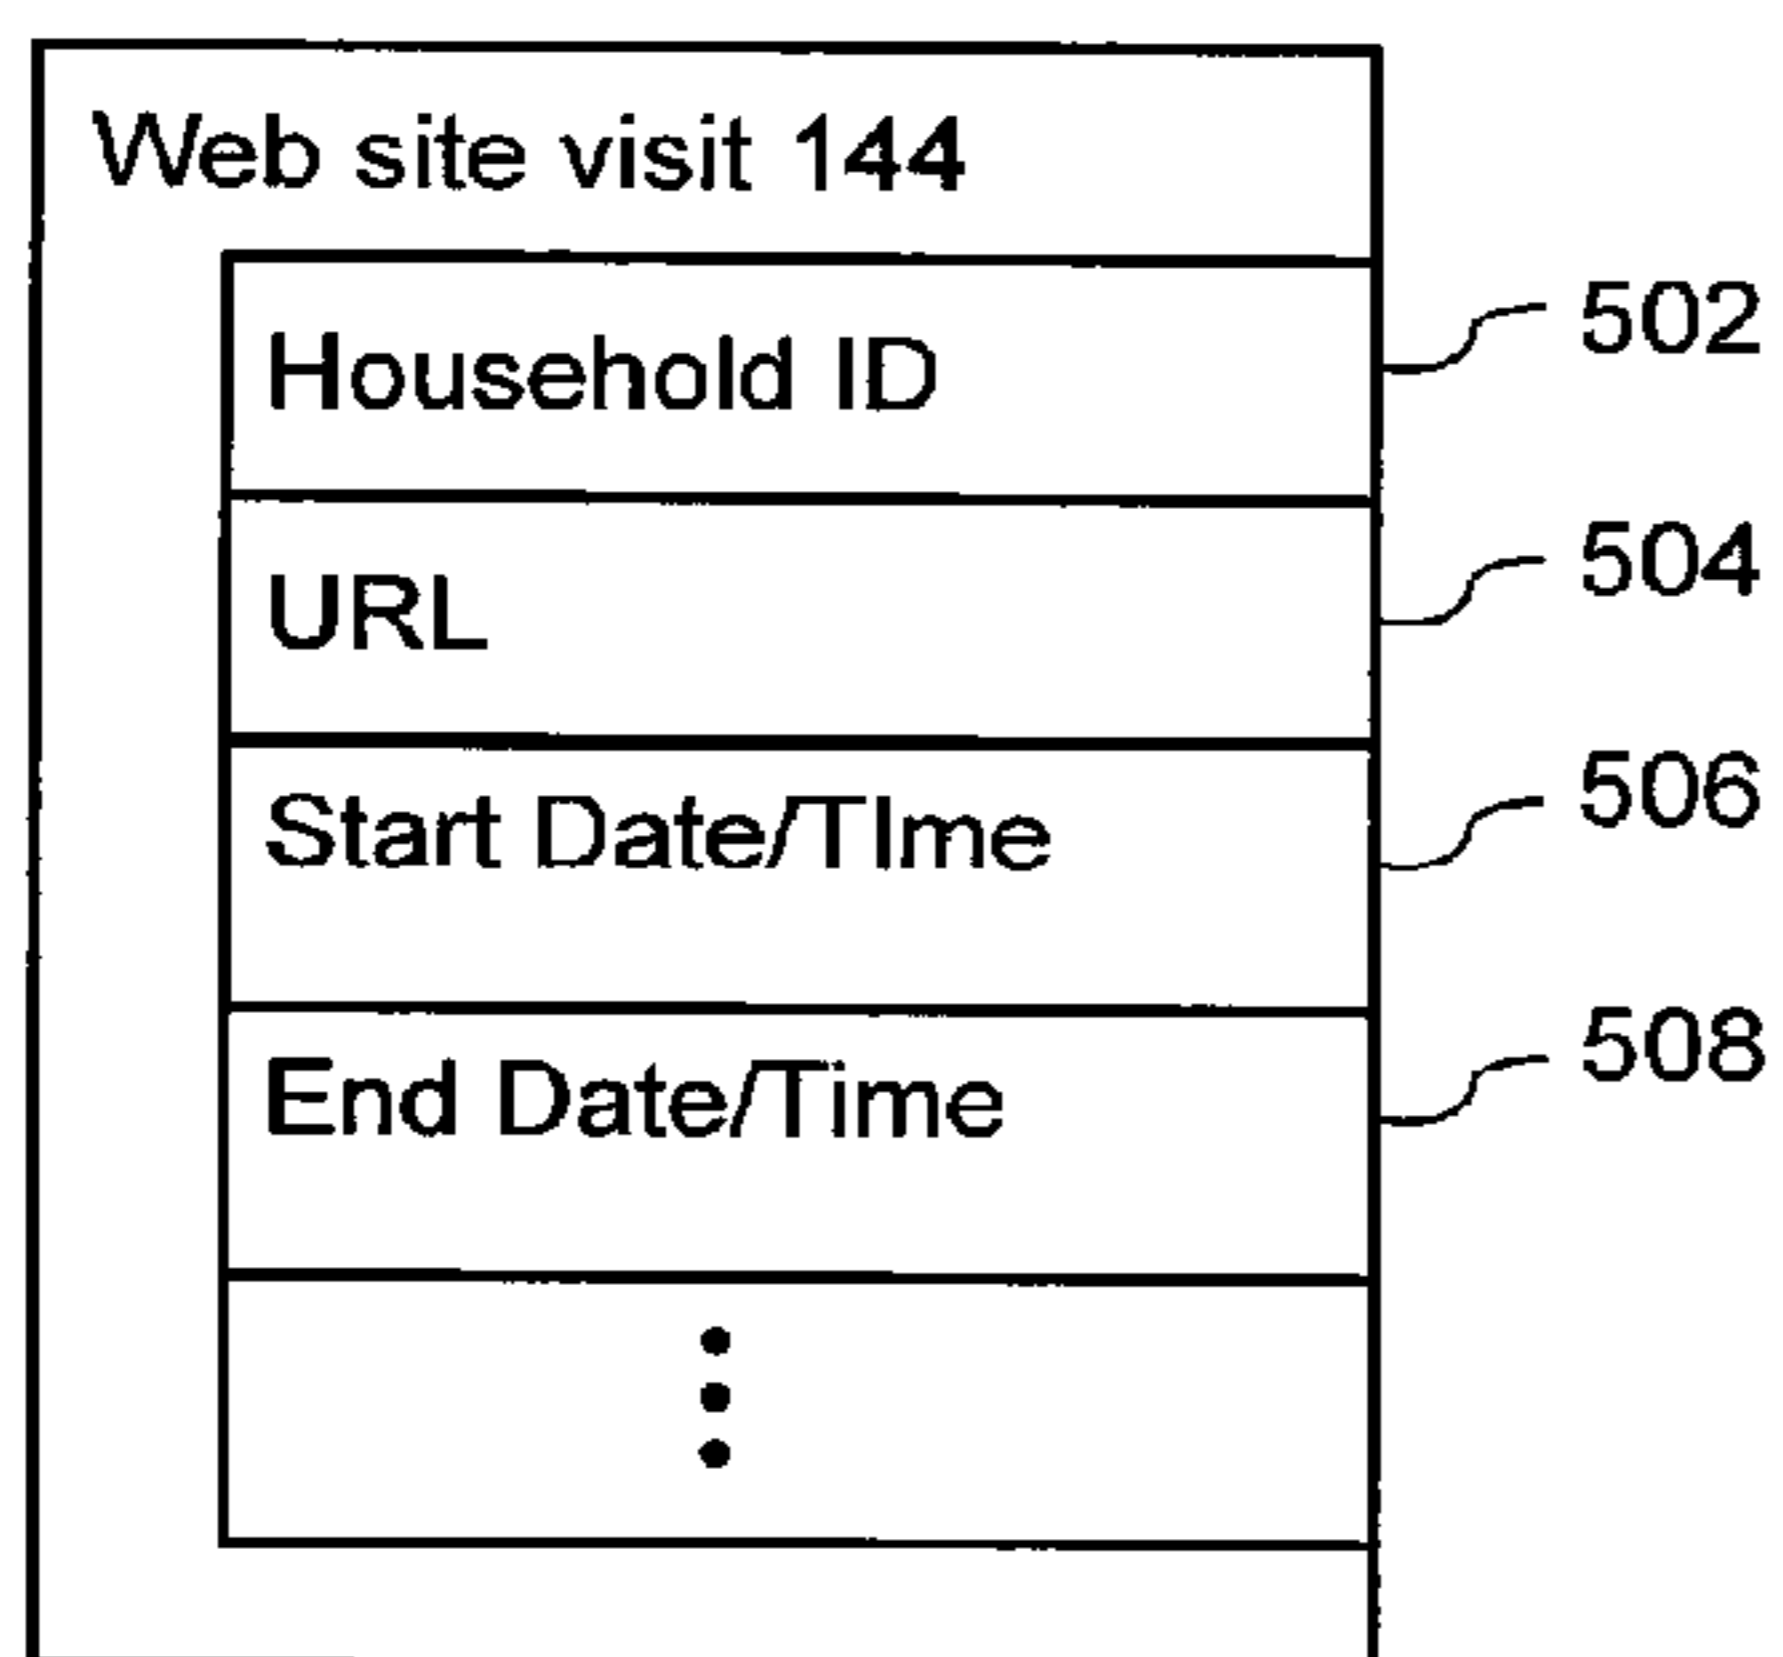 Web site visit 144
Household ID 502
URL 504
Start Date/TIme 506
End Date/Time 508